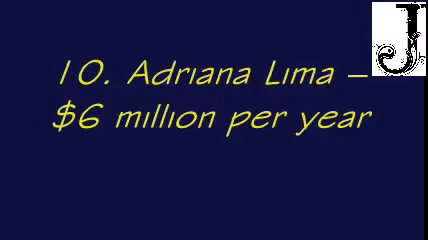 J
10. Adriana Lima –
$6 million per year